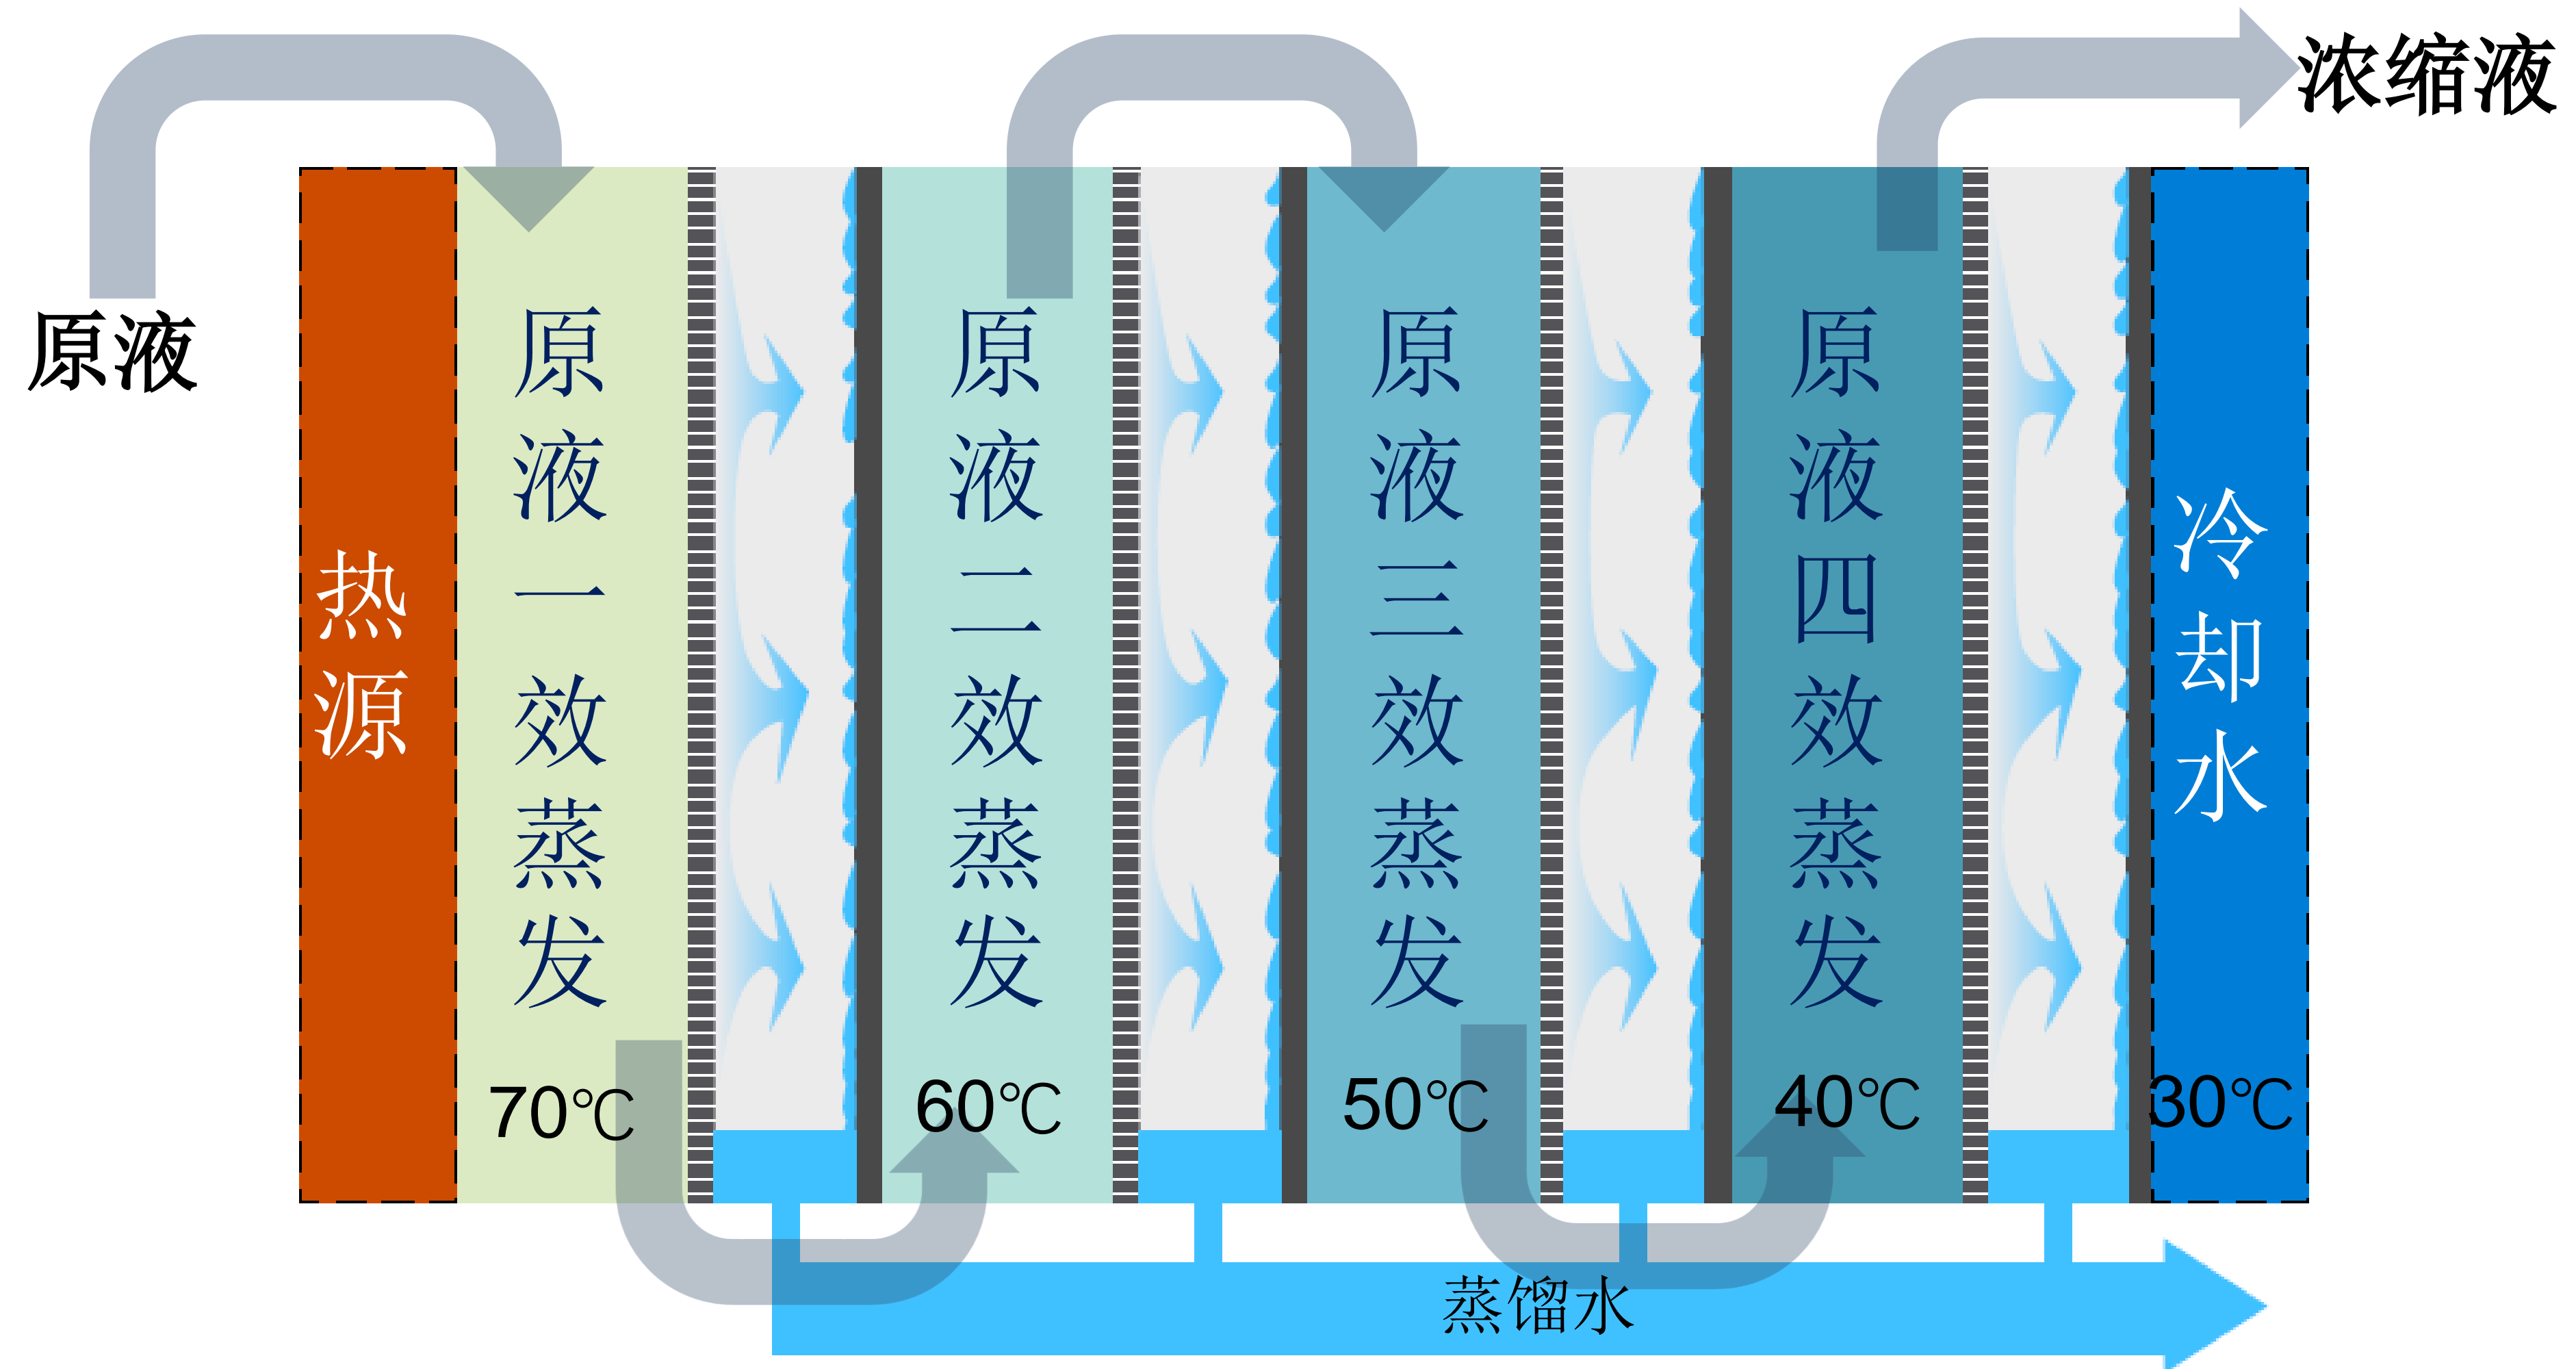 浓缩液
原液
热源
原液一效蒸发
70℃
原液二效蒸发
60℃
原液三效蒸发
50℃
原液四效蒸发
40℃
冷却水
30℃
蒸馏水